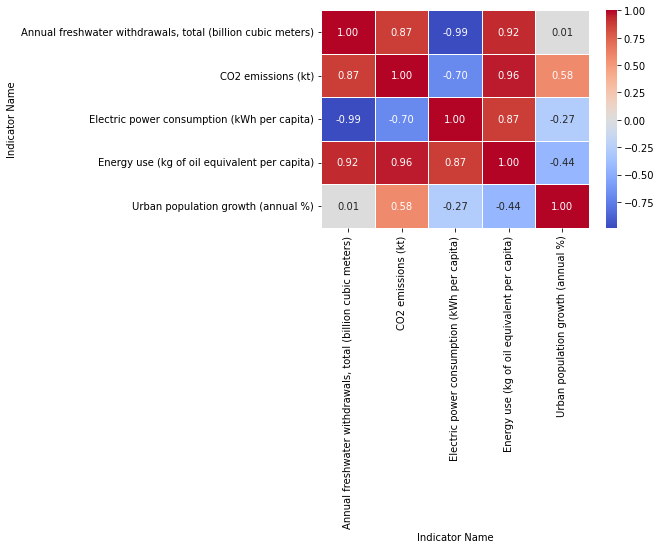 Annual freshwater withdrawals, total (billion cubic meters) 1.00 0.87 -0.99 0.92 0.01
CO2 emissions (kt) 0.87 1.00 -0.70 0.96 0.58
Electric power consumption (kWh per capita) -0.99 -0.70 1.00 0.87 -0.27
Energy use (kg of oil equivalent per capita) 0.92 0.96 0.87 1.00 -0.44
Urban population growth (annual %) 0.01 0.58 -0.27 -0.44 1.00
Indicator Name
1.00
0.75
0.50
0.25
0.00
−0.25
−0.50
−0.75
Annual freshwater withdrawals, total (billion cubic meters)
CO2 emissions (kt)
Electric power consumption (kWh per capita)
Energy use (kg of oil equivalent per capita)
Urban population growth (annual %)
Indicator Name